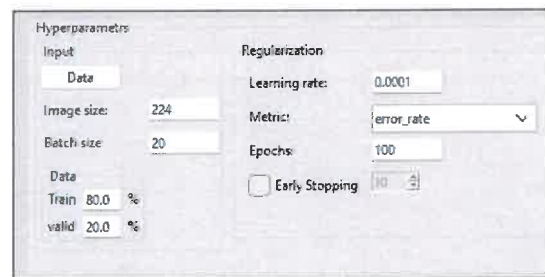 Hyperparametrs
Input
Data
Image size: 224
Batch size 20
Data
Train 80.0 %
valid 20.0 %
Regularization
Learning rate: 0.0001
Metric: error_rate
Epochs: 100
Early Stopping 10